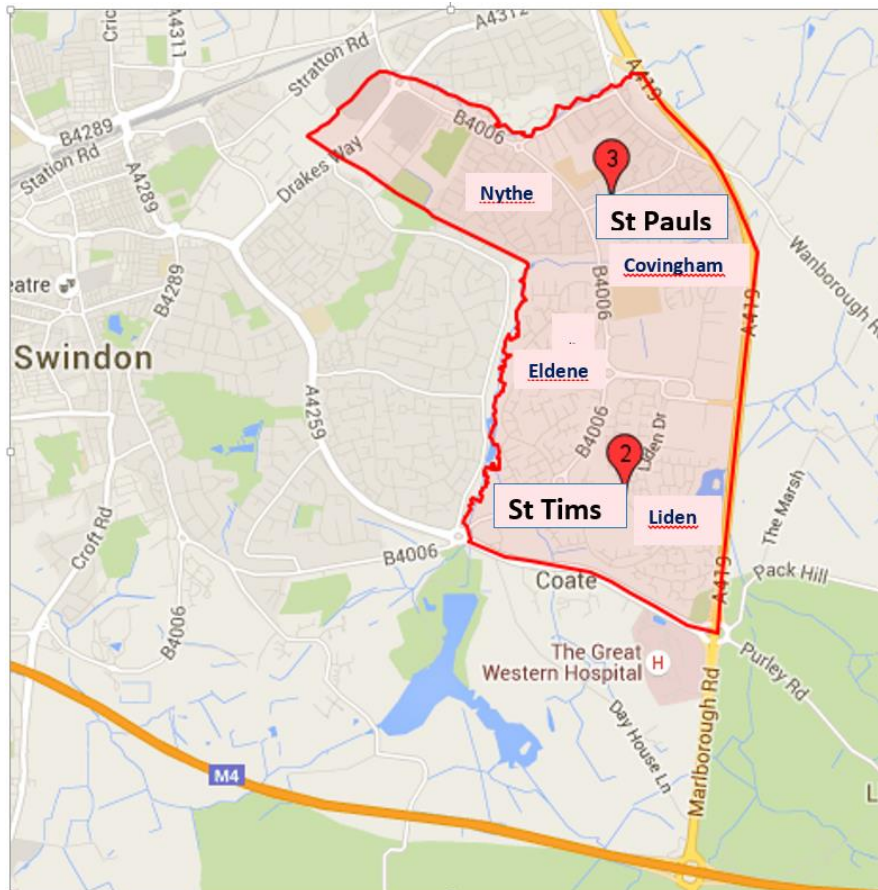 A4311
Stratton Rd
A4312
A419
B4289
Station Rd
A4289
Drakes Way
B4006
3
Nythe
St Pauls
Covingham
Wanborough
B4289
B4006
A419
Swindon
Eldene
A4259
B4006
2
Liden Dr
St Tims
Liden
The Marsh
Croft Rd
B4006
A419
Pack Hill
Coate
B4006
The Great
Western Hospital
H
Purley Rd
Day House Ln
Marlborough Rd
M4